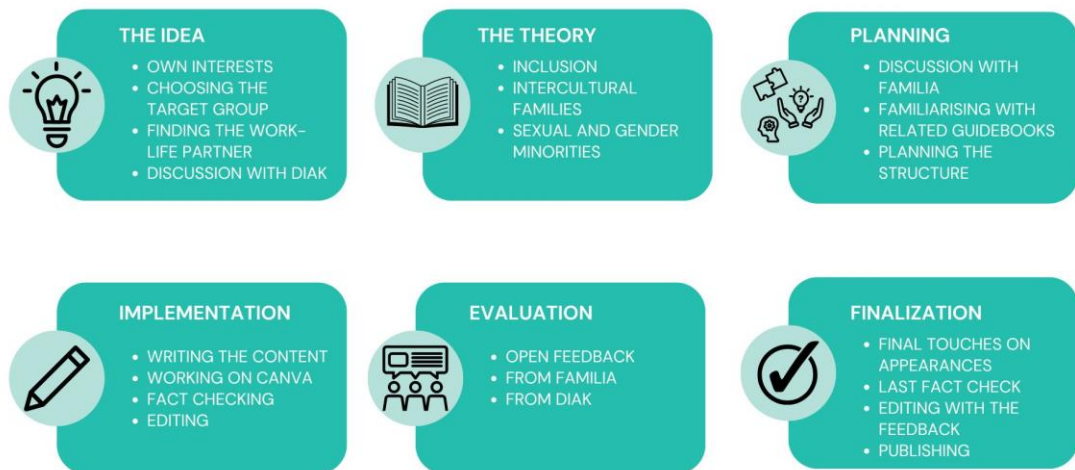 THE IDEA
• OWN INTERESTS
• CHOOSING THE
TARGET GROUP
• FINDING THE WORK-
LIFE PARTNER
• DISCUSSION WITH DIAK
THE THEORY
• INCLUSION
• INTERCULTURAL
FAMILIES
• SEXUAL AND GENDER
MINORITIES
PLANNING
• DISCUSSION WITH
FAMILIA
• FAMILIARISING WITH
RELATED GUIDEBOOKS
• PLANNING THE
STRUCTURE
?
IMPLEMENTATION
• WRITING THE CONTENT
• WORKING ON CANVA
• FACT CHECKING
• EDITING
EVALUATION
• OPEN FEEDBACK
• FROM FAMILIA
• FROM DIAK
FINALIZATION
• FINAL TOUCHES ON
APPEARANCES
• LAST FACT CHECK
• EDITING WITH THE
FEEDBACK
• PUBLISHING